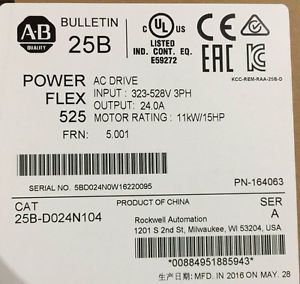 AB
QUALITY
BULLETIN
25B
C UL US
LISTED
IND. CONT. EQ.
E59272
CE
EAC
KCC-REM-RAA-25B-D
POWER
FLEX
525
AC DRIVE
INPUT : 323-528V 3PH
OUTPUT: 24.0A
MOTOR RATING : 11kW/15HP
FRN: 5.001
SERIAL NO. 5BD024N0W16220095
PN-164063
CAT
25B-D024N104
PRODUCT OF CHINA
Rockwell Automation
1201 S 2nd St, Milwaukee, WI 53204, USA
SER
A
*00884951885943*
生产日期: MFD. IN 2016 ON MAY. 28